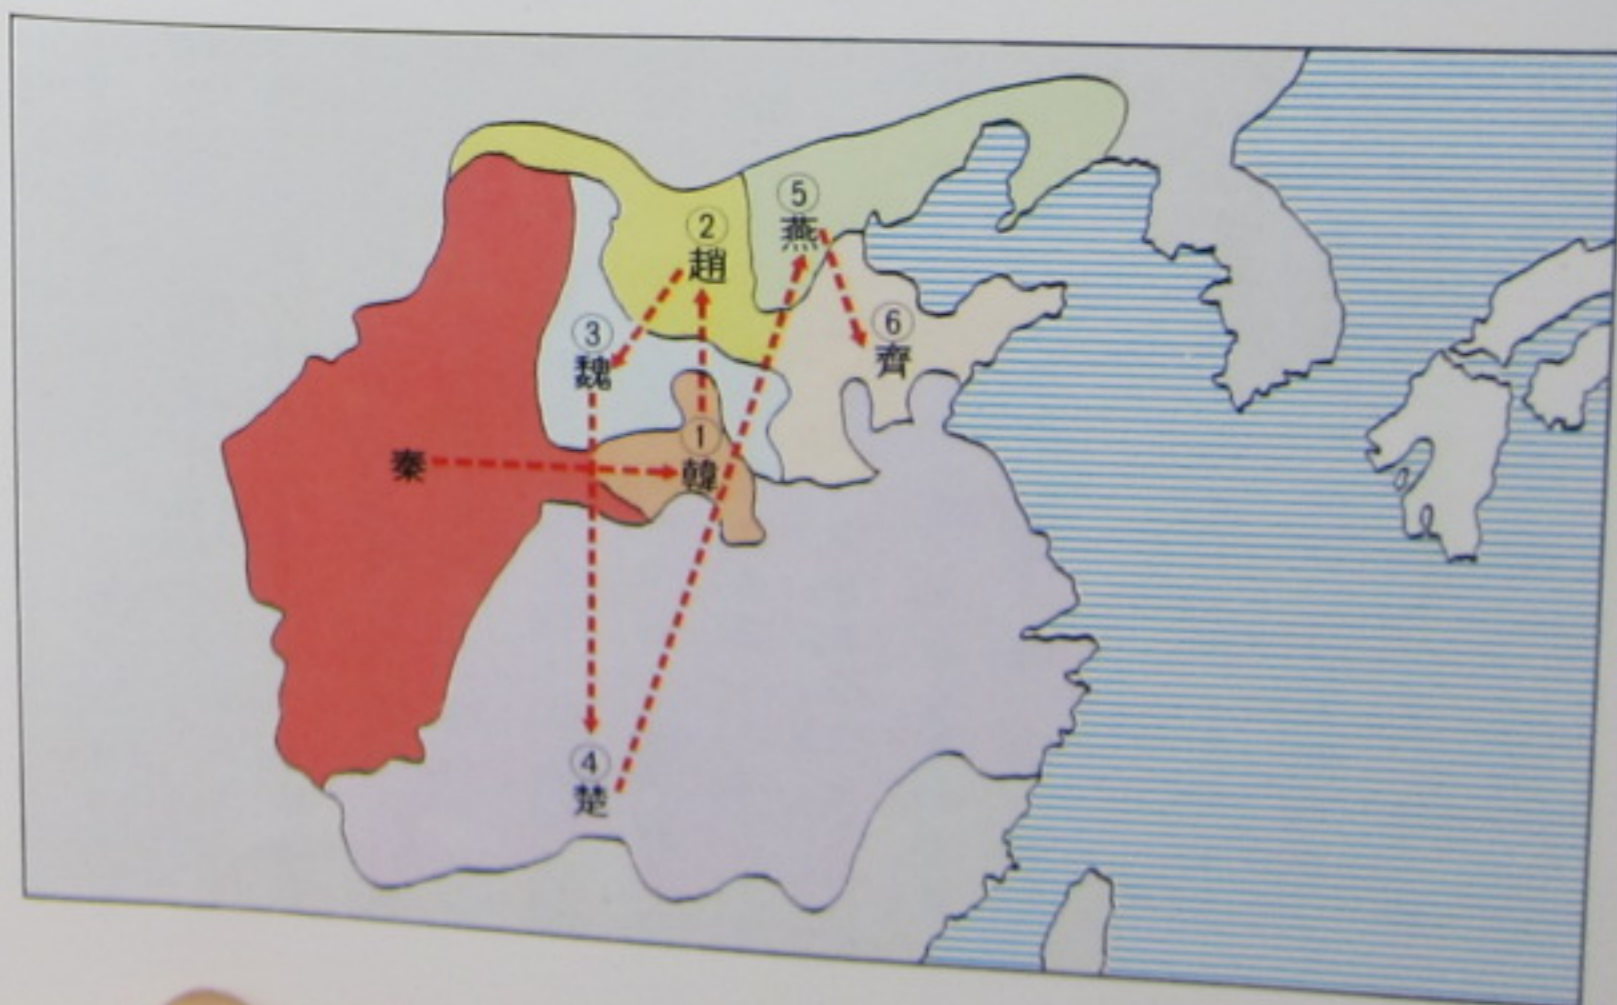 ⑤
燕
②
趙
⑥
齊
③
魏
①
韓
秦
④
楚